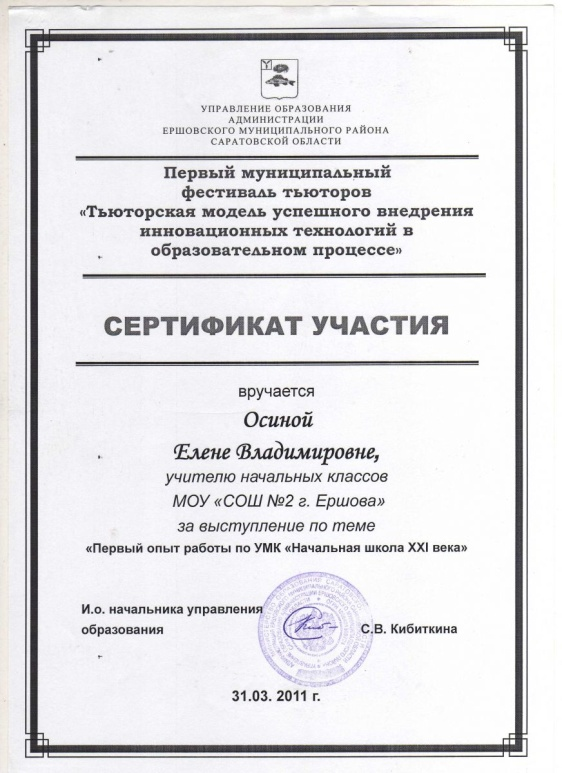 УПРАВЛЕНИЕ ОБРАЗОВАНИЯ
АДМИНИСТРАЦИИ
ЕРШОВСКОГО МУНИЦИПАЛЬНОГО РАЙОНА
САРАТОВСКОЙ ОБЛАСТИ
Первый муниципальный
фестиваль тьюторов
«Тьюторская модель успешного внедрения
инновационных технологий в
образовательном процессе»
СЕРТИФИКАТ УЧАСТИЯ
вручается
Осиной
Елене Владимировне,
учителю начальных классов
МОУ «СОШ №2 г. Ершова»
за выступление по теме
«Первый опыт работы по УМК «Начальная школа XXI века»
И.о. начальника управления
образования С.В. Кибиткина
31.03. 2011 г.